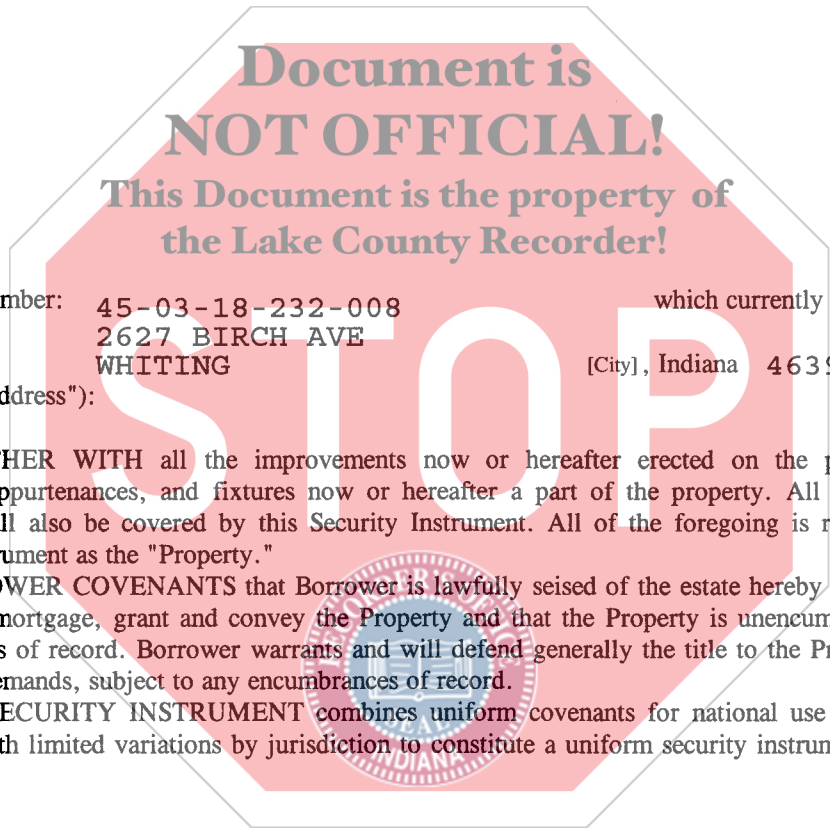 Document is
NOT OFFICIAL!
This Document is the property of
the Lake County Recorder!
STOP
mber: 45-03-18-232-008 which currently
2627 BIRCH AVE
WHITING [City], Indiana 4639
ddress"):
HER WITH all the improvements now or hereafter erected on the p
ppurtenances, and fixtures now or hereafter a part of the property. All
ll also be covered by this Security Instrument. All of the foregoing is r
rument as the "Property."
OWER COVENANTS that Borrower is lawfully seised of the estate hereby
mortgage, grant and convey the Property and that the Property is unencum
s of record. Borrower warrants and will defend generally the title to the Pr
emands, subject to any encumbrances of record.
ECURITY INSTRUMENT combines uniform covenants for national use
th limited variations by jurisdiction to constitute a uniform security instrum
RECORDER'S OFFICE
SEAL
INDIANA